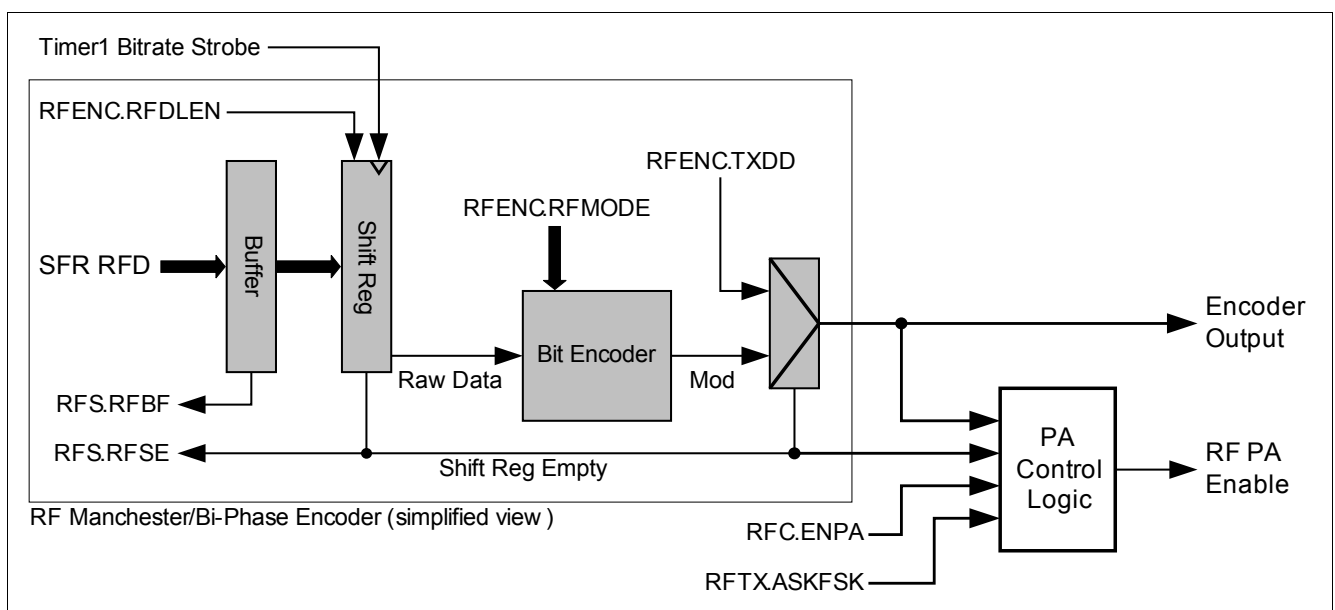 Timer1 Bitrate Strobe
RFENC.RFDLEN
RFENC.TXDD
RFENC.RFMODE
SFR RFD
Buffer
Shift Reg
Bit Encoder
Encoder
Output
Raw Data
Mod
RFS.RFBF
RFS.RFSE
Shift Reg Empty
PA
Control
Logic
RF PA
Enable
RF Manchester/Bi-Phase Encoder (simplified view )
RFC.ENPA
RFTX.ASKFSK